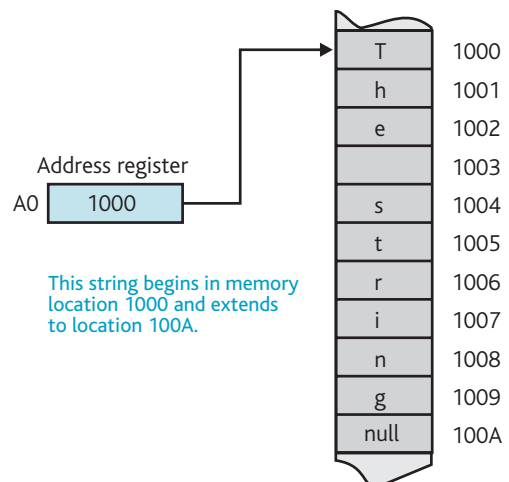 T 1000
h 1001
e 1002
1003
Address register
A0 1000
s 1004
t 1005
This string begins in memory
location 1000 and extends
to location 100A.
r 1006
i 1007
n 1008
g 1009
null 100A